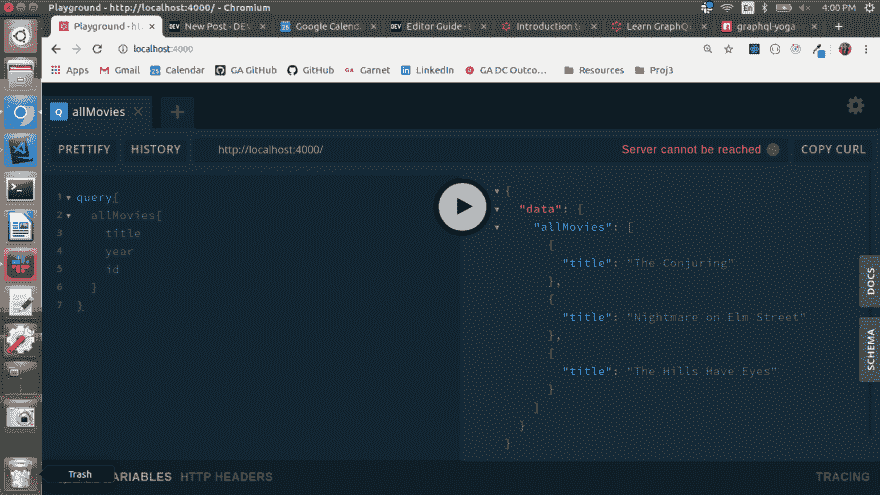 Playground - http://localhost:4000/ - Chromium
En
4:00 PM
Playground - ht
New Post - DEV
Google Calend
Editor Guide
Introduction t
Learn GraphQ
graphql-yoga
localhost:4000
Apps
Gmail
Calendar
GA GitHub
GitHub
GA Garnet
LinkedIn
GA DC Outco...
Resources
Proj3
Q allMovies
PRETTIFY
HISTORY
http://localhost:4000/
Server cannot be reached
COPY CURL
1 query{
2 allMovies{
3 title
4 year
5 id
6 }
7 }
{
"data": {
"allMovies": [
{
"title": "The Conjuring"
},
{
"title": "Nightmare on Elm Street"
},
{
"title": "The Hills Have Eyes"
}
]
}
}
DOCS
SCHEMA
Trash
ARIABLES
HTTP HEADERS
TRACING